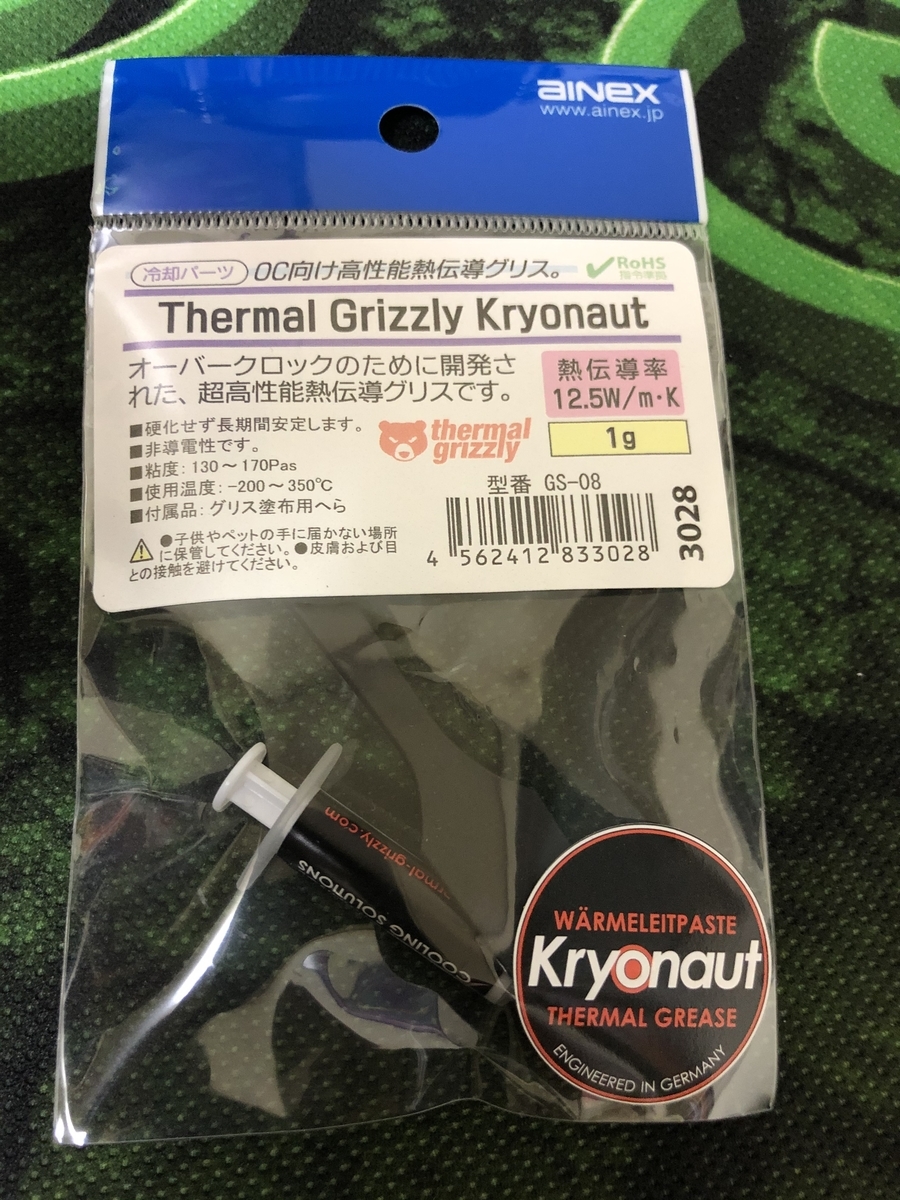 AINEX
www.ainex.jp
冷却パーツ OC向け高性能熱伝導グリス。
RoHS
指令準拠
Thermal Grizzly Kryonaut
オーバークロックのために開発さ
れた、超高性能熱伝導グリスです。
熱伝導率
12.5W/m・K
1g
■硬化せず長期間安定します。
■非導電性です。
■粘度：130～170Pas
■使用温度：-200～350℃
■付属品：グリス塗布用へら
thermal
grizzly
型番 GS-08
4 562412 833028
3028
●子供やペットの手に届かない場所
に保管してください。●皮膚および目
との接触を避けてください。
rmal-grizzly.com
COOLING SOLUTIONS
WÄRMELEITPASTE
Kryonaut
THERMAL GREASE
ENGINEERED IN GERMANY